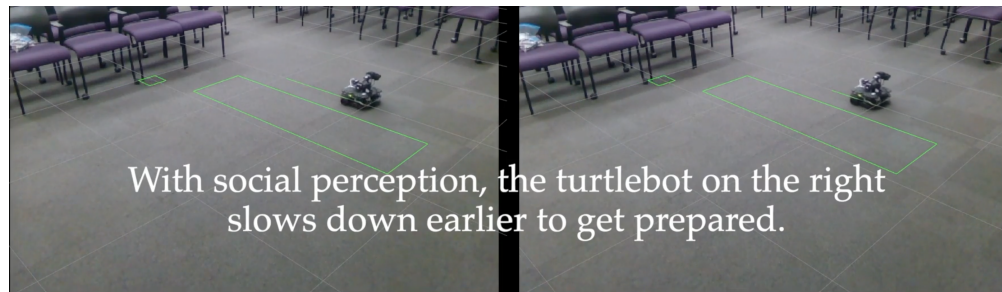 With social perception, the turtlebot on the right
slows down earlier to get prepared.